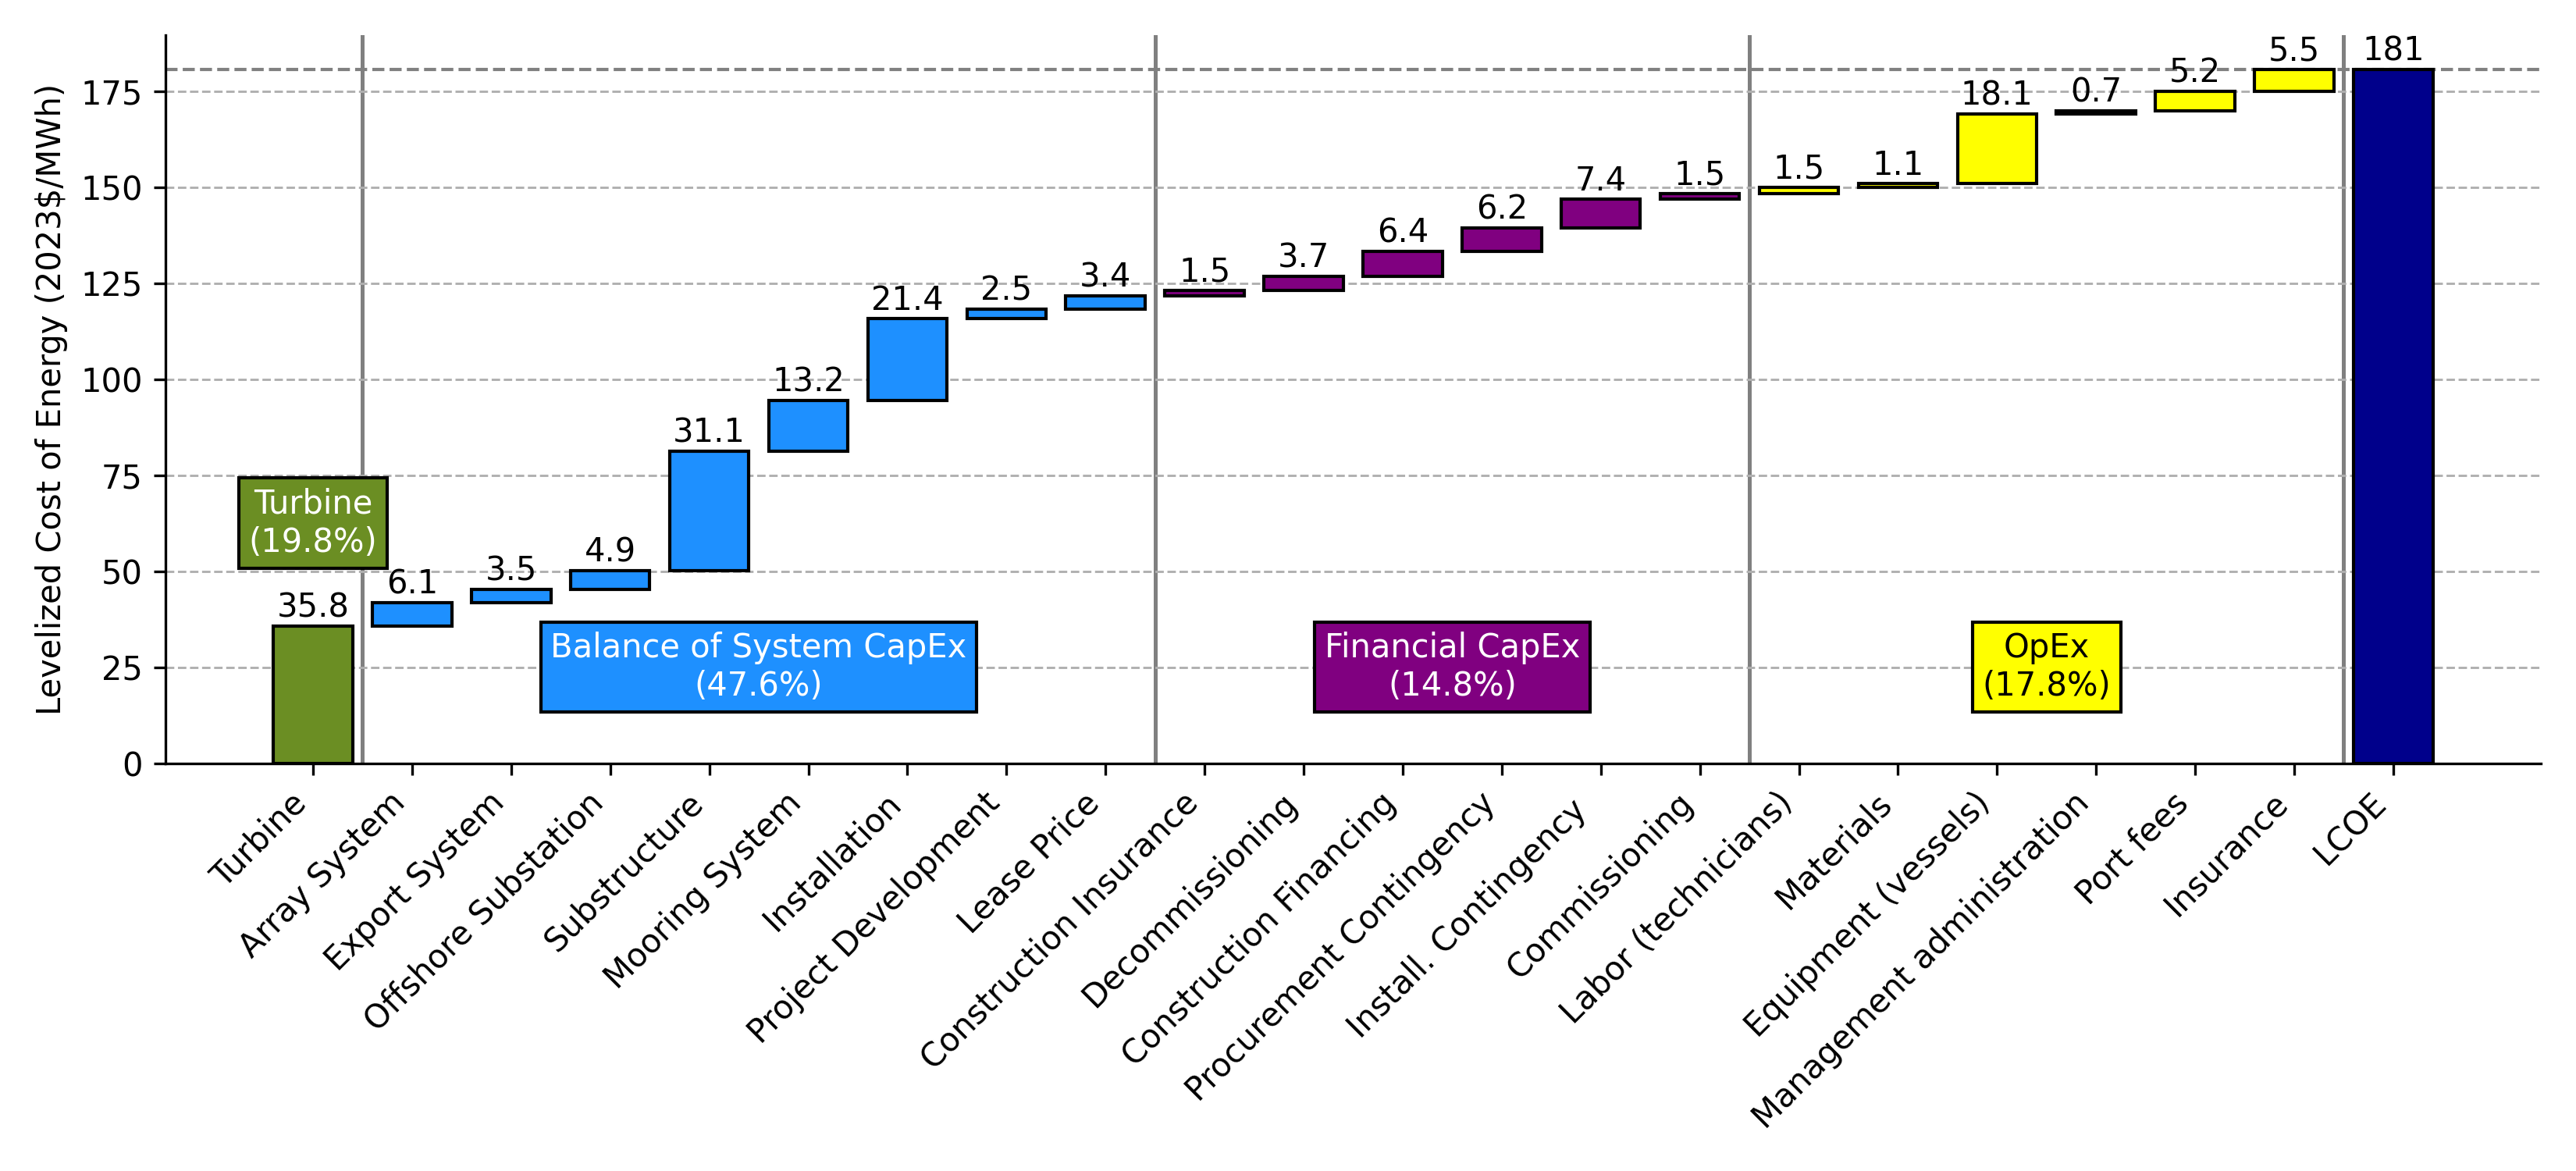 Levelized Cost of Energy (2023$/MWh)
175
150
125
100
75
50
25
0
35.8
6.1
3.5
4.9
31.1
13.2
21.4
2.5
3.4
1.5
3.7
6.4
6.2
7.4
1.5
1.5
1.1
18.1
0.7
5.2
5.5
181
Turbine
(19.8%)
Balance of System CapEx
(47.6%)
Financial CapEx
(14.8%)
OpEx
(17.8%)
Turbine
Array System
Export System
Offshore Substation
Substructure
Mooring System
Installation
Project Development
Lease Price
Construction Insurance
Decommissioning
Construction Financing
Procurement Contingency
Install. Contingency
Commissioning
Labor (technicians)
Materials
Equipment (vessels)
Management administration
Port fees
Insurance
LCOE